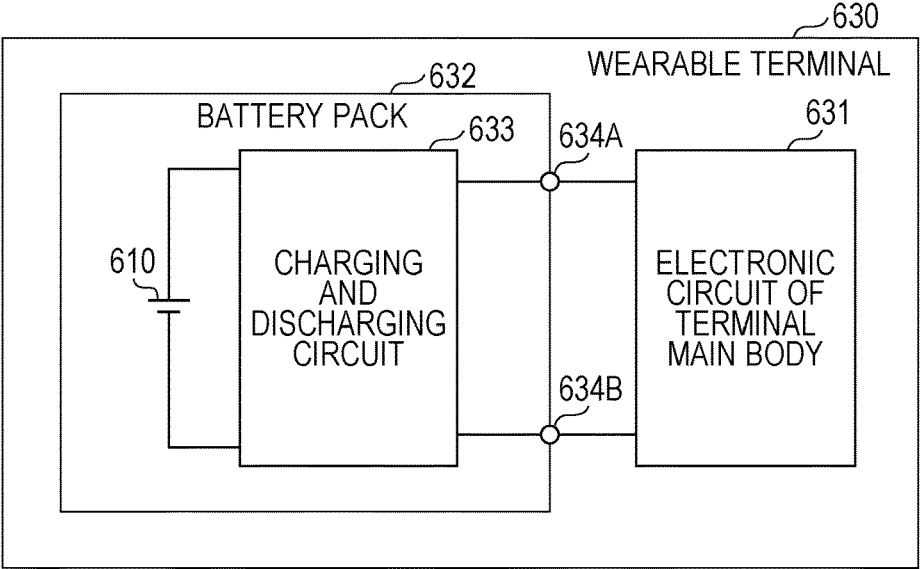 630
WEARABLE TERMINAL
632
BATTERY PACK
633
634A
631
610
CHARGING
AND
DISCHARGING
CIRCUIT
ELECTRONIC
CIRCUIT OF
TERMINAL
MAIN BODY
634B